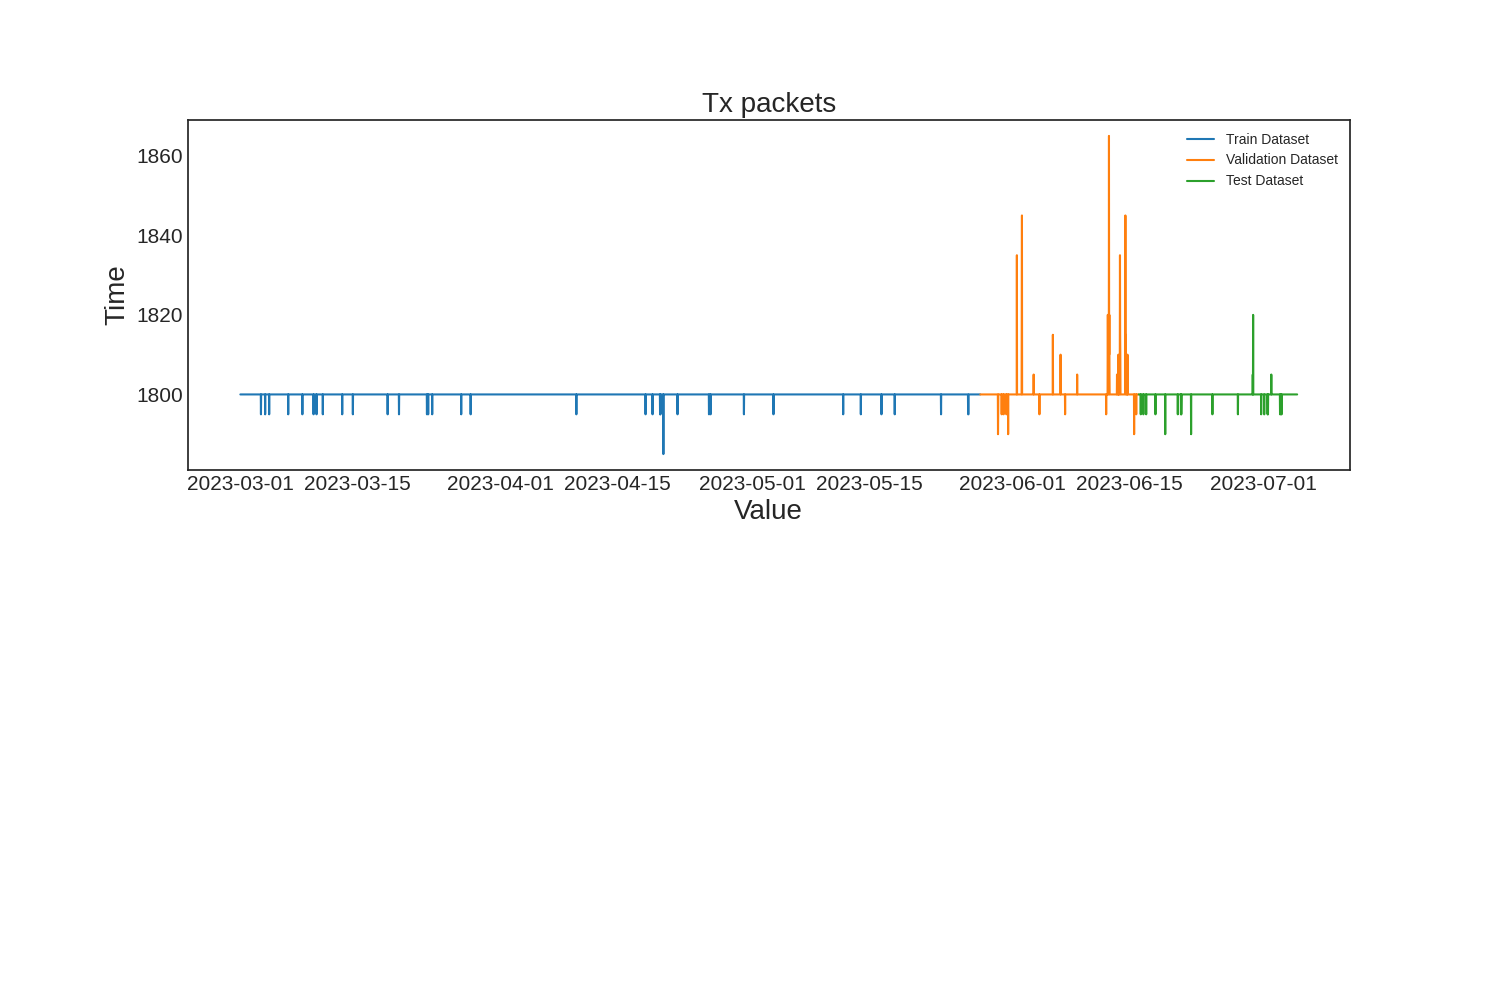 Tx packets
Train Dataset
Validation Dataset
Test Dataset
1860
1840
1820
1800
Time
2023-03-01 2023-03-15 2023-04-01 2023-04-15 2023-05-01 2023-05-15 2023-06-01 2023-06-15 2023-07-01
Value